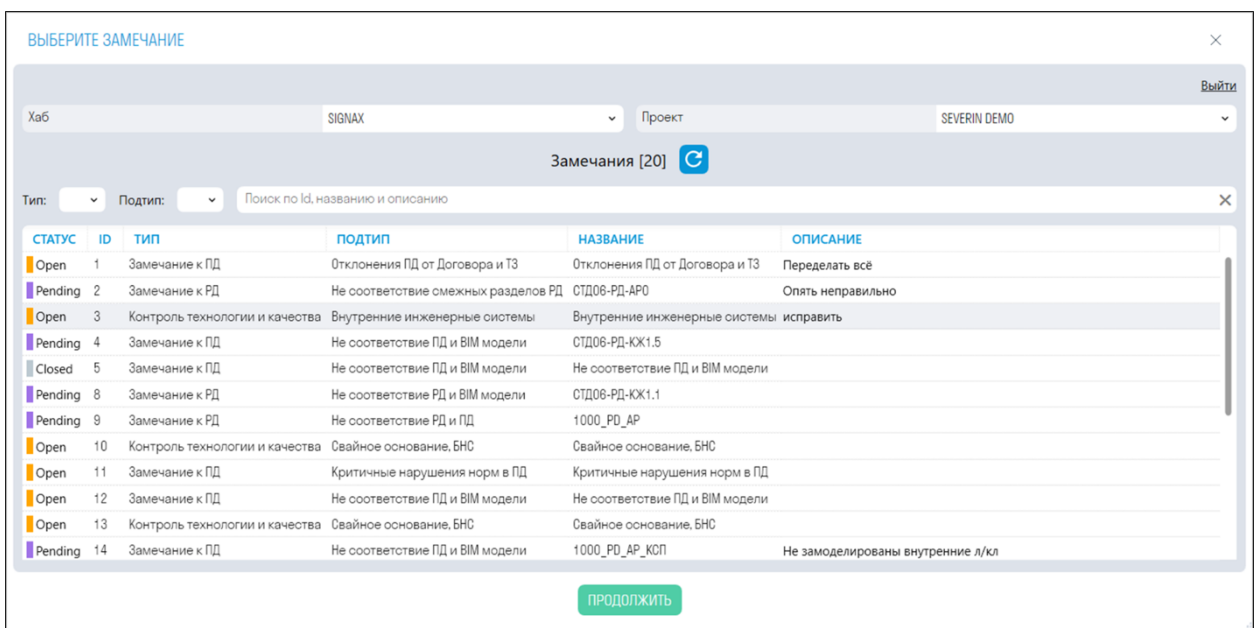 ВЫБЕРИТЕ ЗАМЕЧАНИЕ
Выйти
Хаб SIGNAX Проект SEVERIN DEMO
Замечания [20]
Тип: Подтип: Поиск по Id, названию и описанию
СТАТУС ID ТИП ПОДТИП НАЗВАНИЕ ОПИСАНИЕ
Open 1 Замечание к ПД Отклонения ПД от Договора и ТЗ Отклонения ПД от Договора и ТЗ Переделать всё
Pending 2 Замечание к РД Не соответствие смежных разделов РД СТД06-РД-АР0 Опять неправильно
Open 3 Контроль технологии и качества Внутренние инженерные системы Внутренние инженерные системы исправить
Pending 4 Замечание к ПД Не соответствие ПД и BIM модели СТД06-РД-КЖ1.5
Closed 5 Замечание к ПД Не соответствие ПД и BIM модели Не соответствие ПД и BIM модели
Pending 8 Замечание к РД Не соответствие РД и BIM модели СТД06-РД-КЖ1.1
Pending 9 Замечание к РД Не соответствие РД и ПД 1000_PD_AP
Open 10 Контроль технологии и качества Свайное основание, БНС Свайное основание, БНС
Open 11 Замечание к ПД Критичные нарушения норм в ПД Критичные нарушения норм в ПД
Open 12 Замечание к ПД Не соответствие ПД и BIM модели Не соответствие ПД и BIM модели
Open 13 Контроль технологии и качества Свайное основание, БНС Свайное основание, БНС
Pending 14 Замечание к ПД Не соответствие ПД и BIM модели 1000_PD_AP_КСП Не замоделированы внутренние л/кл
ПРОДОЛЖИТЬ